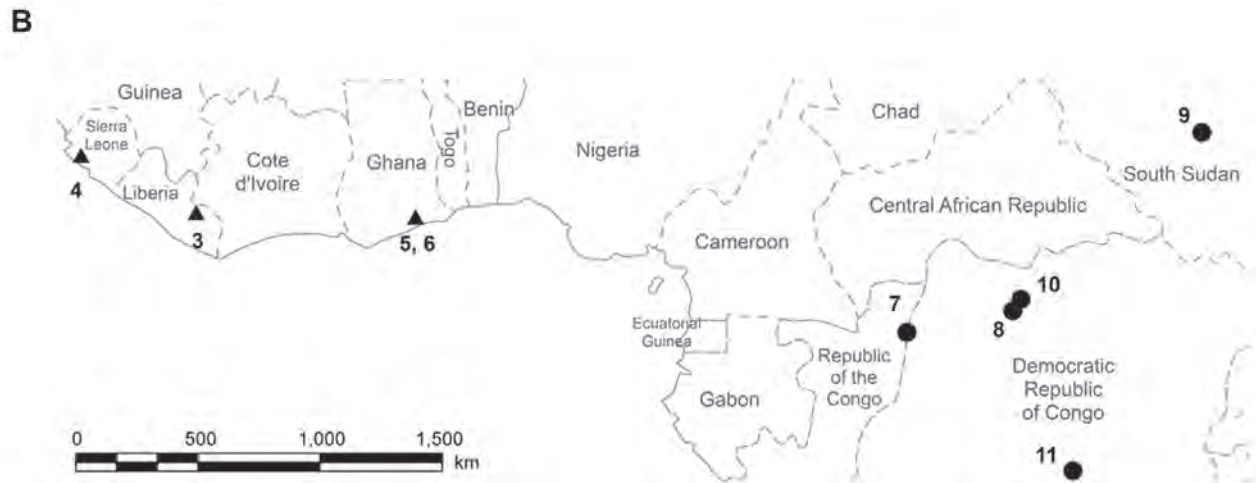 B
Guinea
Sierra
Leone
4
Liberia
3
Cote
d'Ivoire
Ghana
5, 6
Togo
Benin
Nigeria
Chad
9
South Sudan
Central African Republic
Cameroon
7
10
8
Ecuatorial
Guinea
Republic
of the
Congo
Gabon
Democratic
Republic
of Congo
11
0 500 1,000 1,500
km